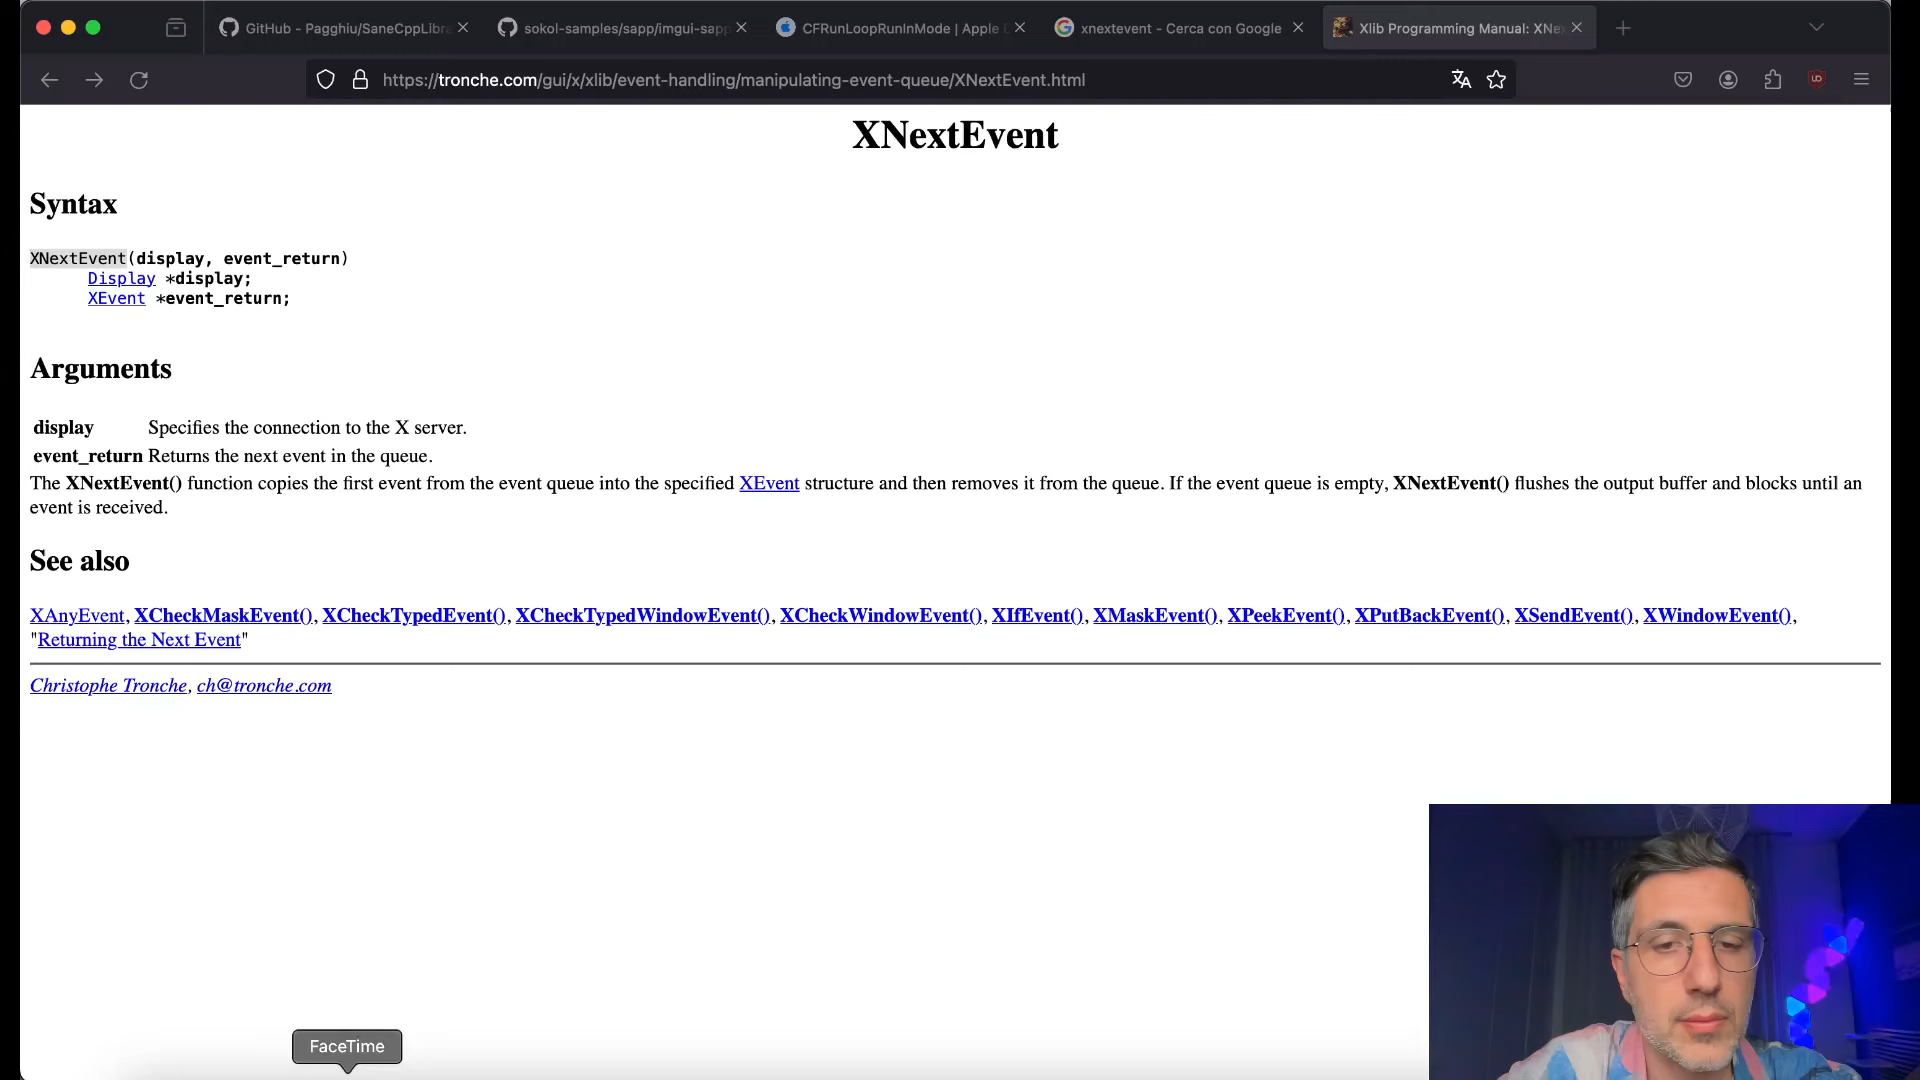 GitHub - Pagghiu/SaneCppLibra
sokol-samples/sapp/imgui-sapp
CFRunLoopRunInMode | Apple D
xnextevent - Cerca con Google
Xlib Programming Manual: XNe
https://tronche.com/gui/x/xlib/event-handling/manipulating-event-queue/XNextEvent.html
XNextEvent
Syntax
XNextEvent(display, event_return)
Display *display;
XEvent *event_return;
Arguments
display Specifies the connection to the X server.
event_return Returns the next event in the queue.
The XNextEvent() function copies the first event from the event queue into the specified XEvent structure and then removes it from the queue. If the event queue is empty, XNextEvent() flushes the output buffer and blocks until an
event is received.
See also
XAnyEvent, XCheckMaskEvent(), XCheckTypedEvent(), XCheckTypedWindowEvent(), XCheckWindowEvent(), XIfEvent(), XMaskEvent(), XPeekEvent(), XPutBackEvent(), XSendEvent(), XWindowEvent(),
"Returning the Next Event"
Christophe Tronche, ch@tronche.com
FaceTime